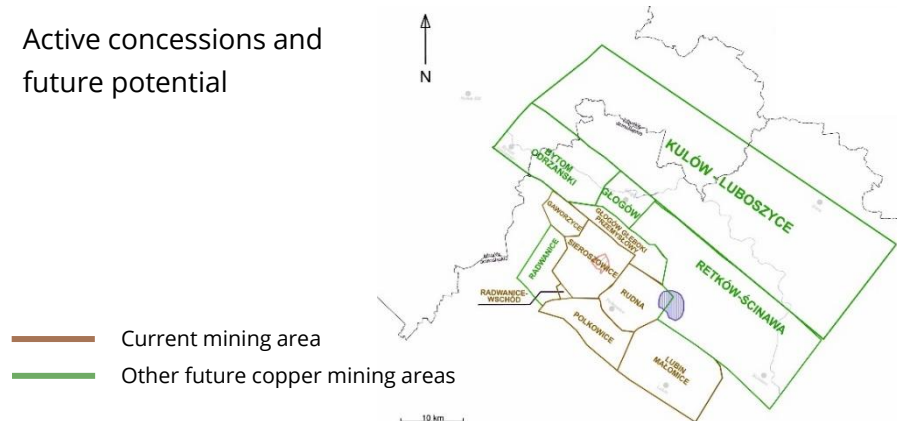 Active concessions and
future potential
N
KULÓW - LUBOSZYCE
BYTOM
ODRZAŃSKI
GŁOGÓW
GAWORZYCE
GŁOGÓW GŁĘBOKI
PRZEMYSŁOWY
RADWANICE
SIEROSZOWICE
RETKÓW-ŚCINAWA
RADWANICE-
WSCHÓD
RUDNA
POLKOWICE
LUBIN
MAŁOMICE
Current mining area
Other future copper mining areas
10 km